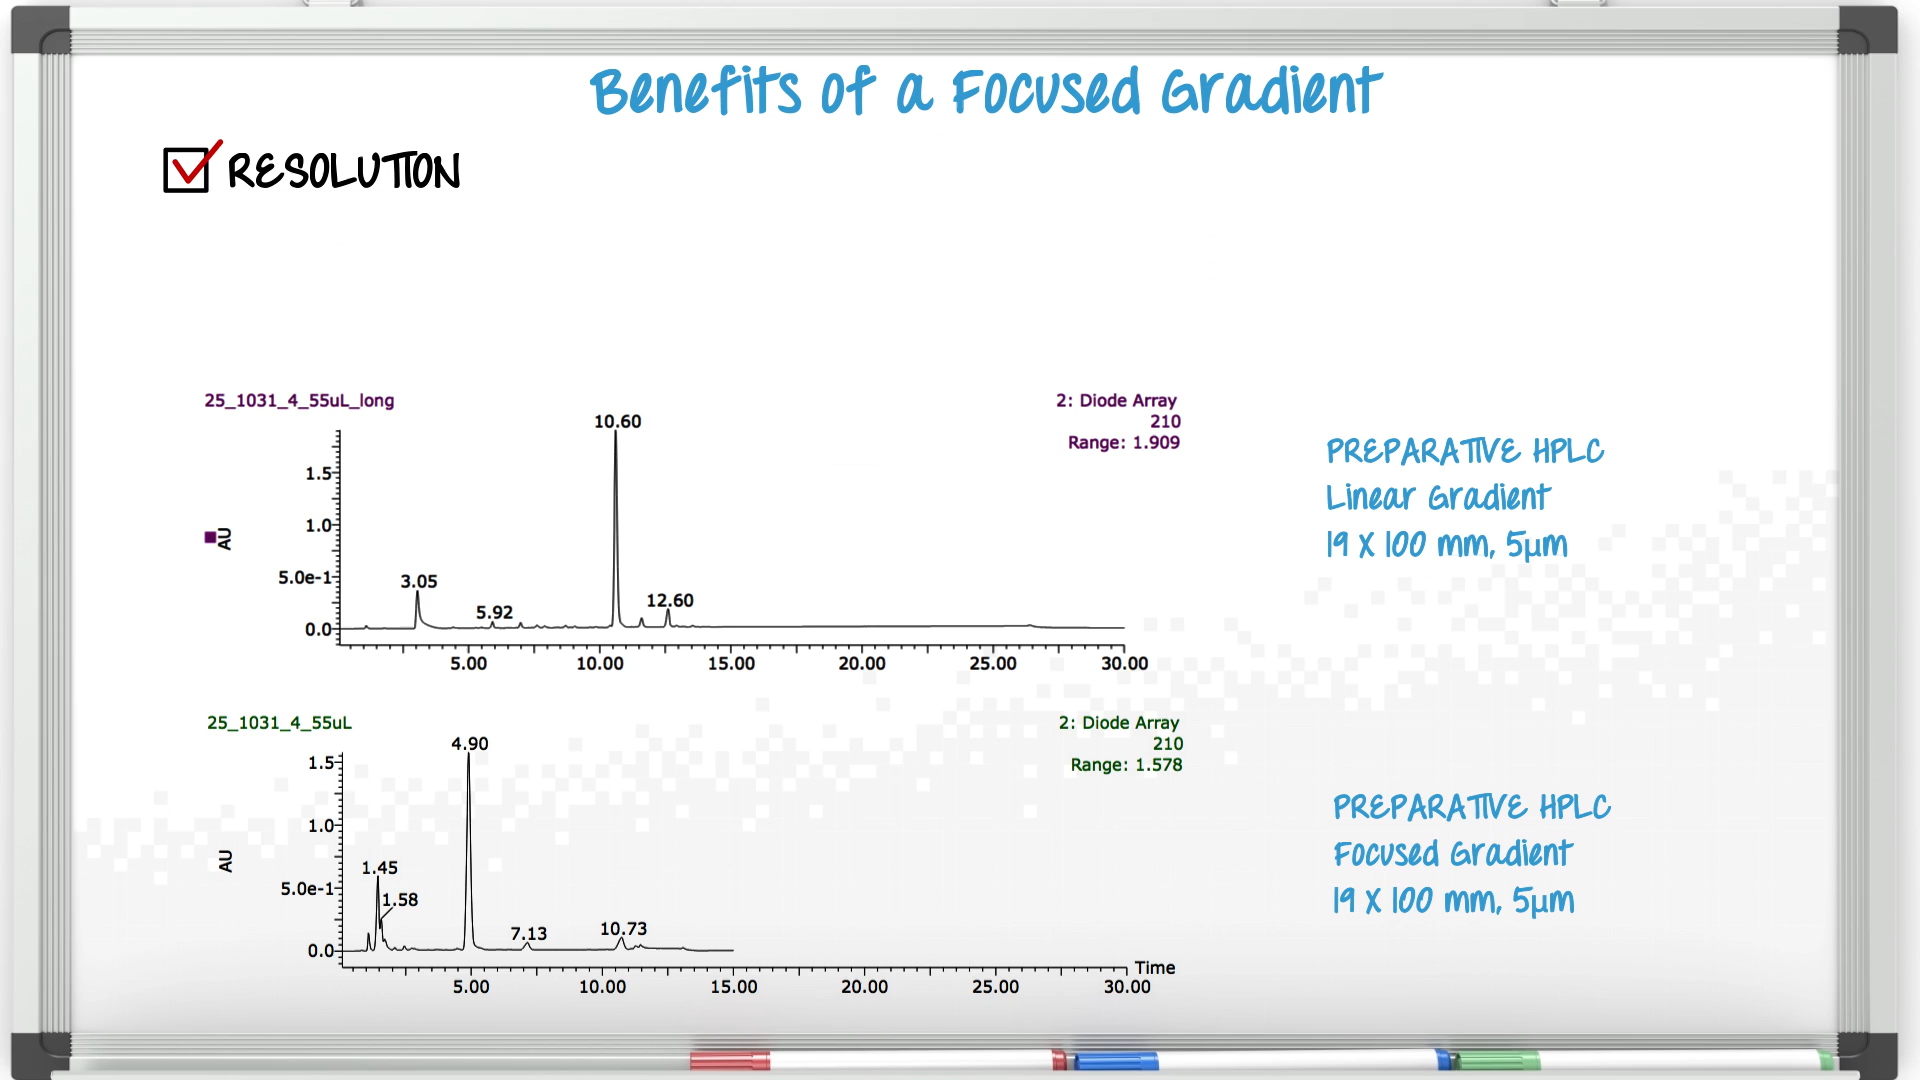 Benefits of a Focused Gradient
RESOLUTION
25_1031_4_55uL_long
2: Diode Array
210
Range: 1.909
10.60
3.05
5.92
12.60
AU
1.5
1.0
5.0e-1
0.0
5.00 10.00 15.00 20.00 25.00 30.00
PREPARATIVE HPLC
Linear Gradient
19 X 100 mm, 5µm
25_1031_4_55uL
2: Diode Array
210
Range: 1.578
4.90
1.45
1.58
7.13
10.73
AU
1.5
1.0
5.0e-1
0.0
Time
5.00 10.00 15.00 20.00 25.00 30.00
PREPARATIVE HPLC
Focused Gradient
19 X 100 mm, 5µm